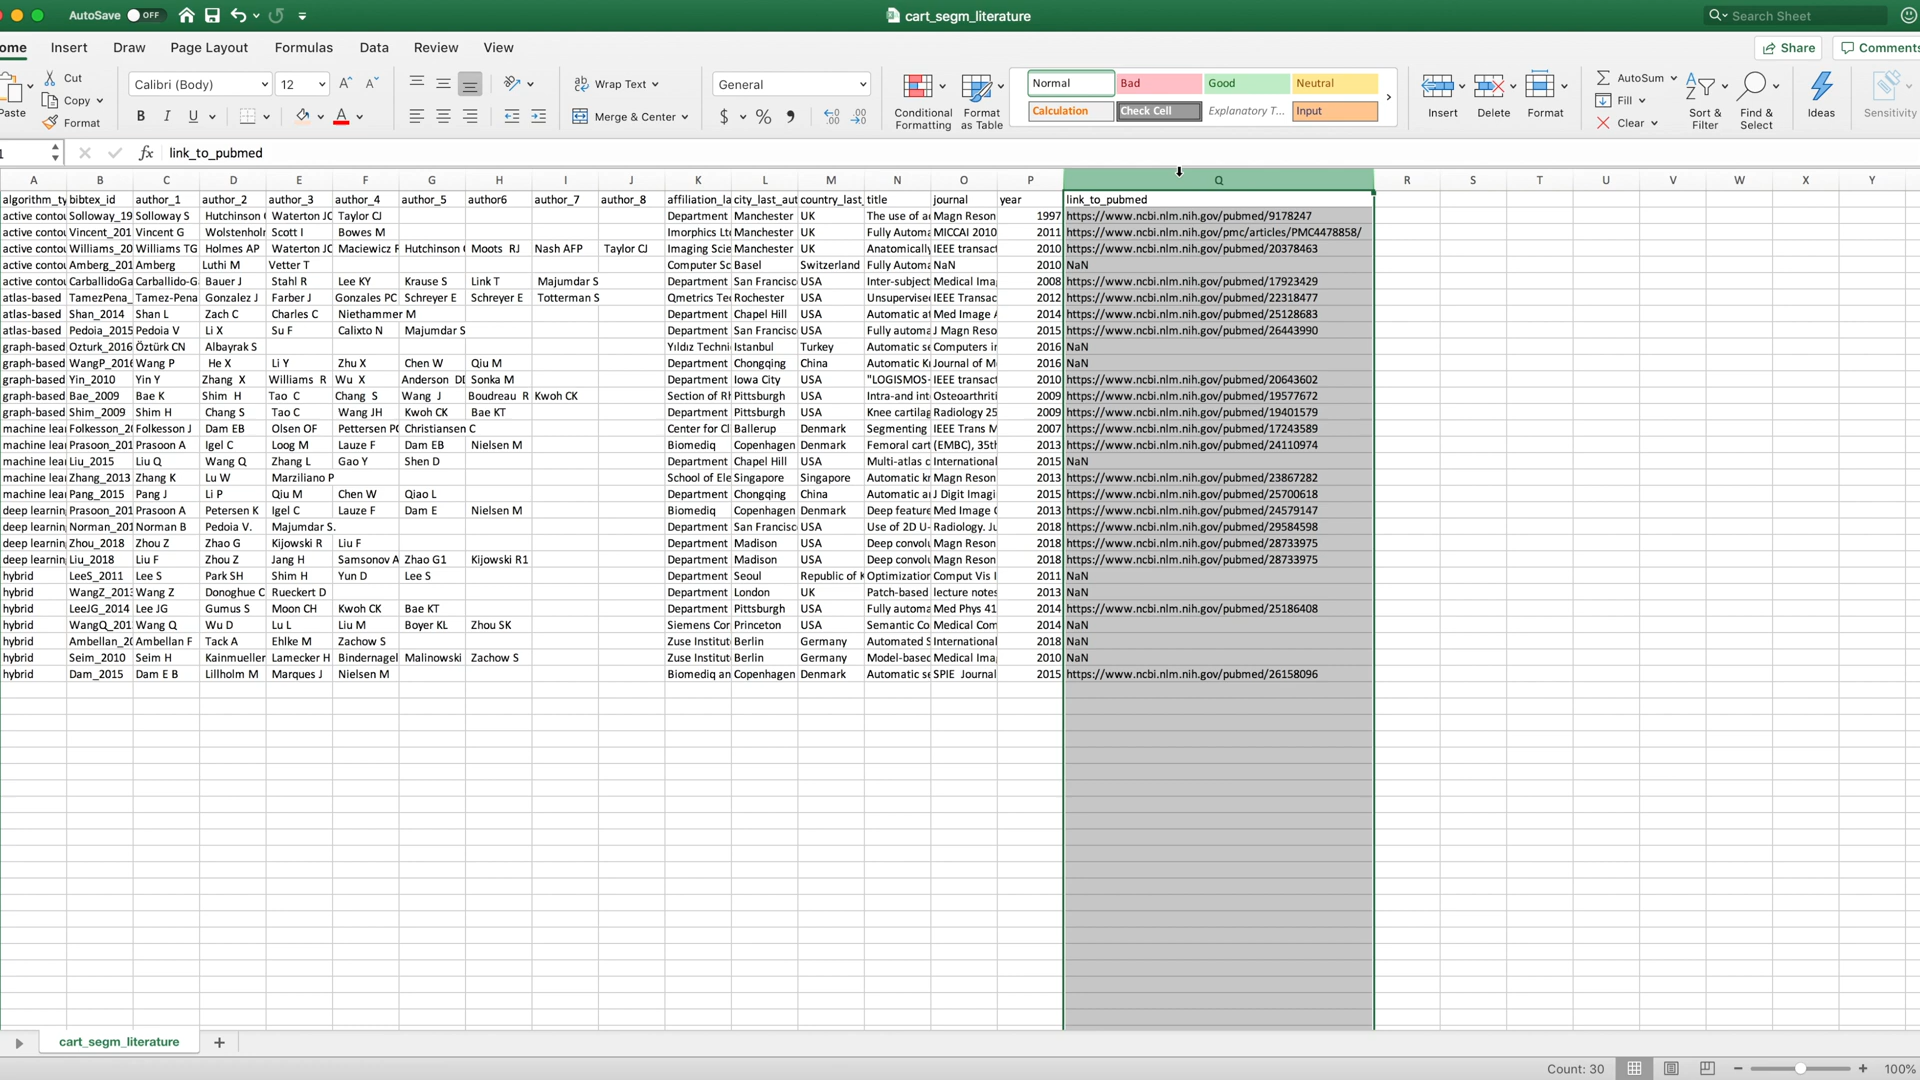 AutoSave OFF cart_segm_literature Search Sheet
ome Insert Draw Page Layout Formulas Data Review View Share Comments
Paste Cut Copy Format Calibri (Body) 12 Wrap Text Merge & Center General $ % Conditional Formatting Format as Table Normal Bad Good Neutral Calculation Check Cell Explanatory T... Input Insert Delete Format AutoSum Fill Clear Sort & Filter Find & Select Ideas Sensitivity
1 fx link_to_pubmed
A B C D E F G H I J K L M N O P Q R S T U V W X Y
algorithm_ty bibtex_id author_1 author_2 author_3 author_4 author_5 author6 author_7 author_8 affiliation_la city_last_aut country_last_ title journal year link_to_pubmed
active contou Solloway_19 Solloway S Hutchinson Waterton JC Taylor CJ Department Manchester UK The use of ac Magn Reson 1997 https://www.ncbi.nlm.nih.gov/pubmed/9178247
active contou Vincent_201 Vincent G Wolstenhol Scott I Bowes M Imorphics Ltd Manchester UK Fully Automa MICCAI 2010 2011 https://www.ncbi.nlm.nih.gov/pmc/articles/PMC4478858/
active contou Williams_20 Williams TG Holmes AP Waterton JC Maciewicz R Hutchinson Moots RJ Nash AFP Taylor CJ Imaging Scie Manchester UK Anatomically IEEE transact 2010 https://www.ncbi.nlm.nih.gov/pubmed/20378463
active contou Amberg_201 Amberg Luthi M Vetter T Computer Sc Basel Switzerland Fully Automa NaN 2010 NaN
active contou CarballidoGa Carballido-G Bauer J Stahl R Lee KY Krause S Link T Majumdar S Department San Francisc USA Inter-subject Medical Ima 2008 https://www.ncbi.nlm.nih.gov/pubmed/17923429
atlas-based TamezPena_ Tamez-Pena Gonzalez J Farber J Gonzales PC Schreyer E Schreyer E Totterman S Qmetrics Tec Rochester USA Unsupervise IEEE Transac 2012 https://www.ncbi.nlm.nih.gov/pubmed/22318477
atlas-based Shan_2014 Shan L Zach C Charles C Niethammer M Department Chapel Hill USA Automatic at Med Image A 2014 https://www.ncbi.nlm.nih.gov/pubmed/25128683
atlas-based Pedoia_2015 Pedoia V Li X Su F Calixto N Majumdar S Department San Francisc USA Fully automa J Magn Reso 2015 https://www.ncbi.nlm.nih.gov/pubmed/26443990
graph-based Ozturk_2016 Öztürk CN Albayrak S Yıldız Techni Istanbul Turkey Automatic se Computers in 2016 NaN
graph-based WangP_2016 Wang P He X Li Y Zhu X Chen W Qiu M Department Chongqing China Automatic Kn Journal of M 2016 NaN
graph-based Yin_2010 Yin Y Zhang X Williams R Wu X Anderson DD Sonka M Department Iowa City USA "LOGISMOS- IEEE transact 2010 https://www.ncbi.nlm.nih.gov/pubmed/20643602
graph-based Bae_2009 Bae K Shim H Tao C Chang S Wang J Boudreau R Kwoh CK Section of Rh Pittsburgh USA Intra-and int Osteoarthriti 2009 https://www.ncbi.nlm.nih.gov/pubmed/19577672
graph-based Shim_2009 Shim H Chang S Tao C Wang JH Kwoh CK Bae KT Department Pittsburgh USA Knee cartilag Radiology 25 2009 https://www.ncbi.nlm.nih.gov/pubmed/19401579
machine lear Folkesson_20 Folkesson J Dam EB Olsen OF Pettersen PC Christiansen C Center for Cl Ballerup Denmark Segmenting IEEE Trans M 2007 https://www.ncbi.nlm.nih.gov/pubmed/17243589
machine lear Prasoon_201 Prasoon A Igel C Loog M Lauze F Dam EB Nielsen M Biomediq Copenhagen Denmark Femoral cart (EMBC), 35th 2013 https://www.ncbi.nlm.nih.gov/pubmed/24110974
machine lear Liu_2015 Liu Q Wang Q Zhang L Gao Y Shen D Department Chapel Hill USA Multi-atlas c International 2015 NaN
machine lear Zhang_2013 Zhang K Lu W Marziliano P School of Ele Singapore Singapore Automatic kn Magn Reson 2013 https://www.ncbi.nlm.nih.gov/pubmed/23867282
machine lear Pang_2015 Pang J Li P Qiu M Chen W Qiao L Department Chongqing China Automatic ar J Digit Imagi 2015 https://www.ncbi.nlm.nih.gov/pubmed/25700618
deep learning Prasoon_201 Prasoon A Petersen K Igel C Lauze F Dam E Nielsen M Biomediq Copenhagen Denmark Deep feature Med Image 2013 https://www.ncbi.nlm.nih.gov/pubmed/24579147
deep learning Norman_201 Norman B Pedoia V. Majumdar S. Department San Francisc USA Use of 2D U- Radiology. Ju 2018 https://www.ncbi.nlm.nih.gov/pubmed/29584598
deep learning Zhou_2018 Zhou Z Zhao G Kijowski R Liu F Department Madison USA Deep convolu Magn Reson 2018 https://www.ncbi.nlm.nih.gov/pubmed/28733975
deep learning Liu_2018 Liu F Zhou Z Jang H Samsonov A Zhao G1 Kijowski R1 Department Madison USA Deep convolu Magn Reson 2018 https://www.ncbi.nlm.nih.gov/pubmed/28733975
hybrid LeeS_2011 Lee S Park SH Shim H Yun D Lee S Department Seoul Republic of K Optimization Comput Vis I 2011 NaN
hybrid WangZ_2013 Wang Z Donoghue C Rueckert D Department London UK Patch-based lecture notes 2013 NaN
hybrid LeeJG_2014 Lee JG Gumus S Moon CH Kwoh CK Bae KT Department Pittsburgh USA Fully automa Med Phys 41 2014 https://www.ncbi.nlm.nih.gov/pubmed/25186408
hybrid WangQ_201 Wang Q Wu D Lu L Liu M Boyer KL Zhou SK Siemens Cor Princeton USA Semantic Co Medical Com 2014 NaN
hybrid Ambellan_20 Ambellan F Tack A Ehlke M Zachow S Zuse Institut Berlin Germany Automated S International 2018 NaN
hybrid Seim_2010 Seim H Kainmueller Lamecker H Bindernagel Malinowski Zachow S Zuse Institut Berlin Germany Model-based Medical Ima 2010 NaN
hybrid Dam_2015 Dam E B Lillholm M Marques J Nielsen M Biomediq an Copenhagen Denmark Automatic se SPIE Journal 2015 https://www.ncbi.nlm.nih.gov/pubmed/26158096
cart_segm_literature
Count: 30 100%